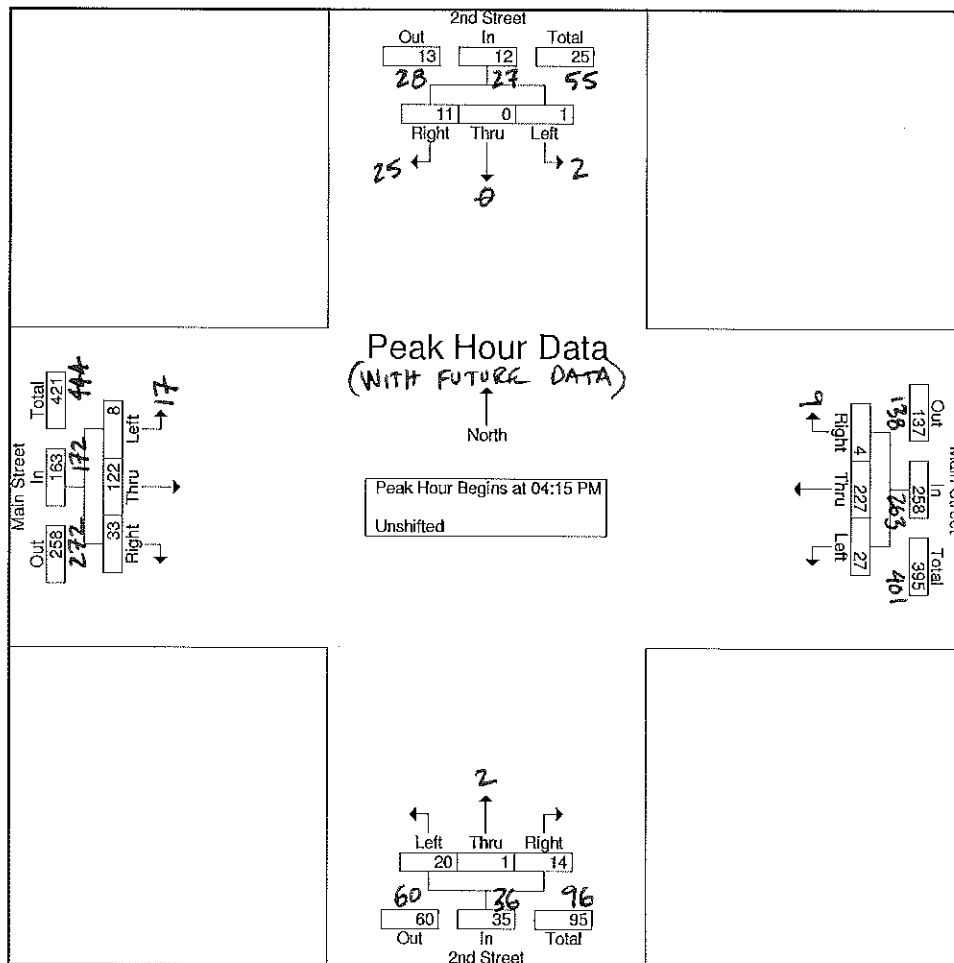 2nd Street
Out In Total
13 12 25
28 27 55
11 0 1
Right Thru Left
25 0 2
Peak Hour Data
(WITH FUTURE DATA)
North
Peak Hour Begins at 04:15 PM
Unshifted
Main Street
Total In Out
421 163 258
444 172 272
8 122 33
Left Thru Right
17
Out In Total
137 258 395
138 263 401
4 227 27
Right Thru Left
9
Main Street
2
Left Thru Right
20 1 14
60 36 96
60 35 95
Out In Total
2nd Street